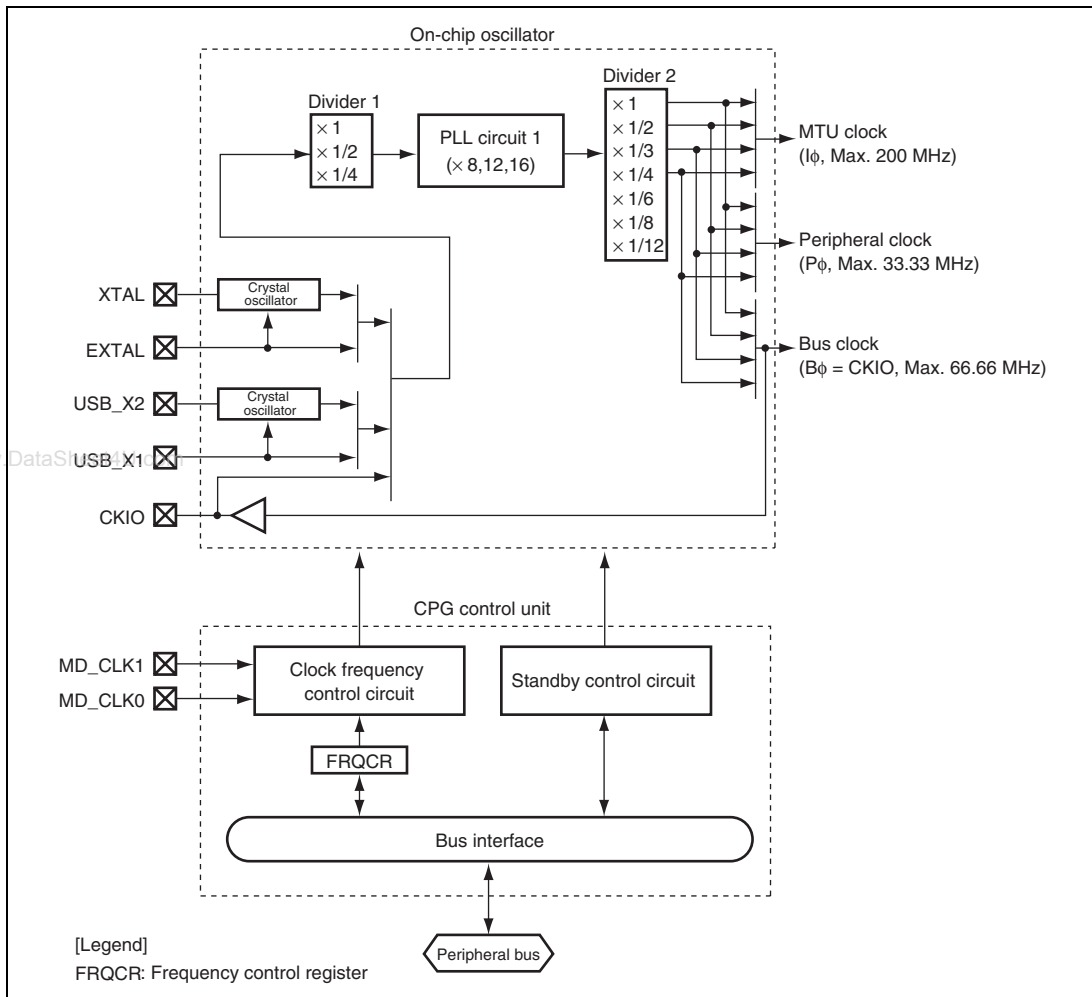 On-chip oscillator
Divider 1
× 1
× 1/2
× 1/4
PLL circuit 1
(× 8,12,16)
Divider 2
× 1
× 1/2
× 1/3
× 1/4
× 1/6
× 1/8
× 1/12
MTU clock
(Iϕ, Max. 200 MHz)
Peripheral clock
(Pϕ, Max. 33.33 MHz)
Bus clock
(Bϕ = CKIO, Max. 66.66 MHz)
XTAL
Crystal
oscillator
EXTAL
USB_X2
Crystal
oscillator
USB_X1
CKIO
CPG control unit
MD_CLK1
MD_CLK0
Clock frequency
control circuit
Standby control circuit
FRQCR
Bus interface
Peripheral bus
[Legend]
FRQCR: Frequency control register